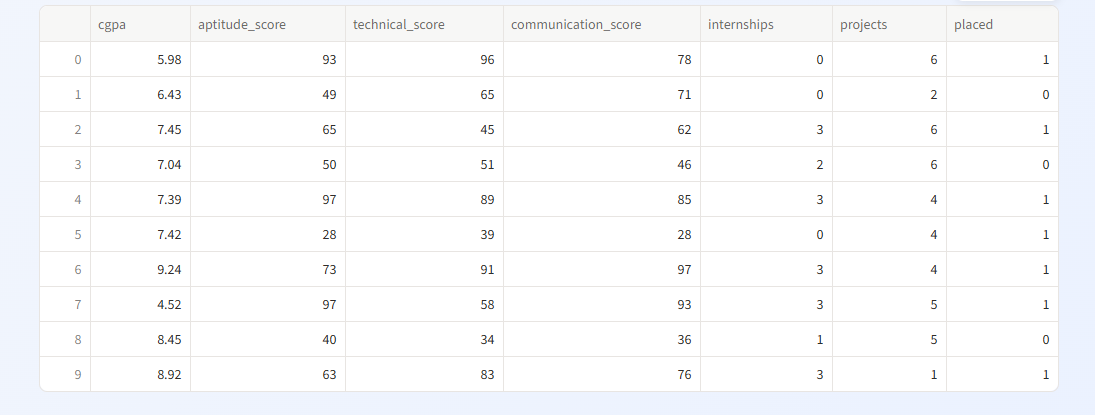 cgpa aptitude_score technical_score communication_score internships projects placed
0 5.98 93 96 78 0 6 1
1 6.43 49 65 71 0 2 0
2 7.45 65 45 62 3 6 1
3 7.04 50 51 46 2 6 0
4 7.39 97 89 85 3 4 1
5 7.42 28 39 28 0 4 1
6 9.24 73 91 97 3 4 1
7 4.52 97 58 93 3 5 1
8 8.45 40 34 36 1 5 0
9 8.92 63 83 76 3 1 1